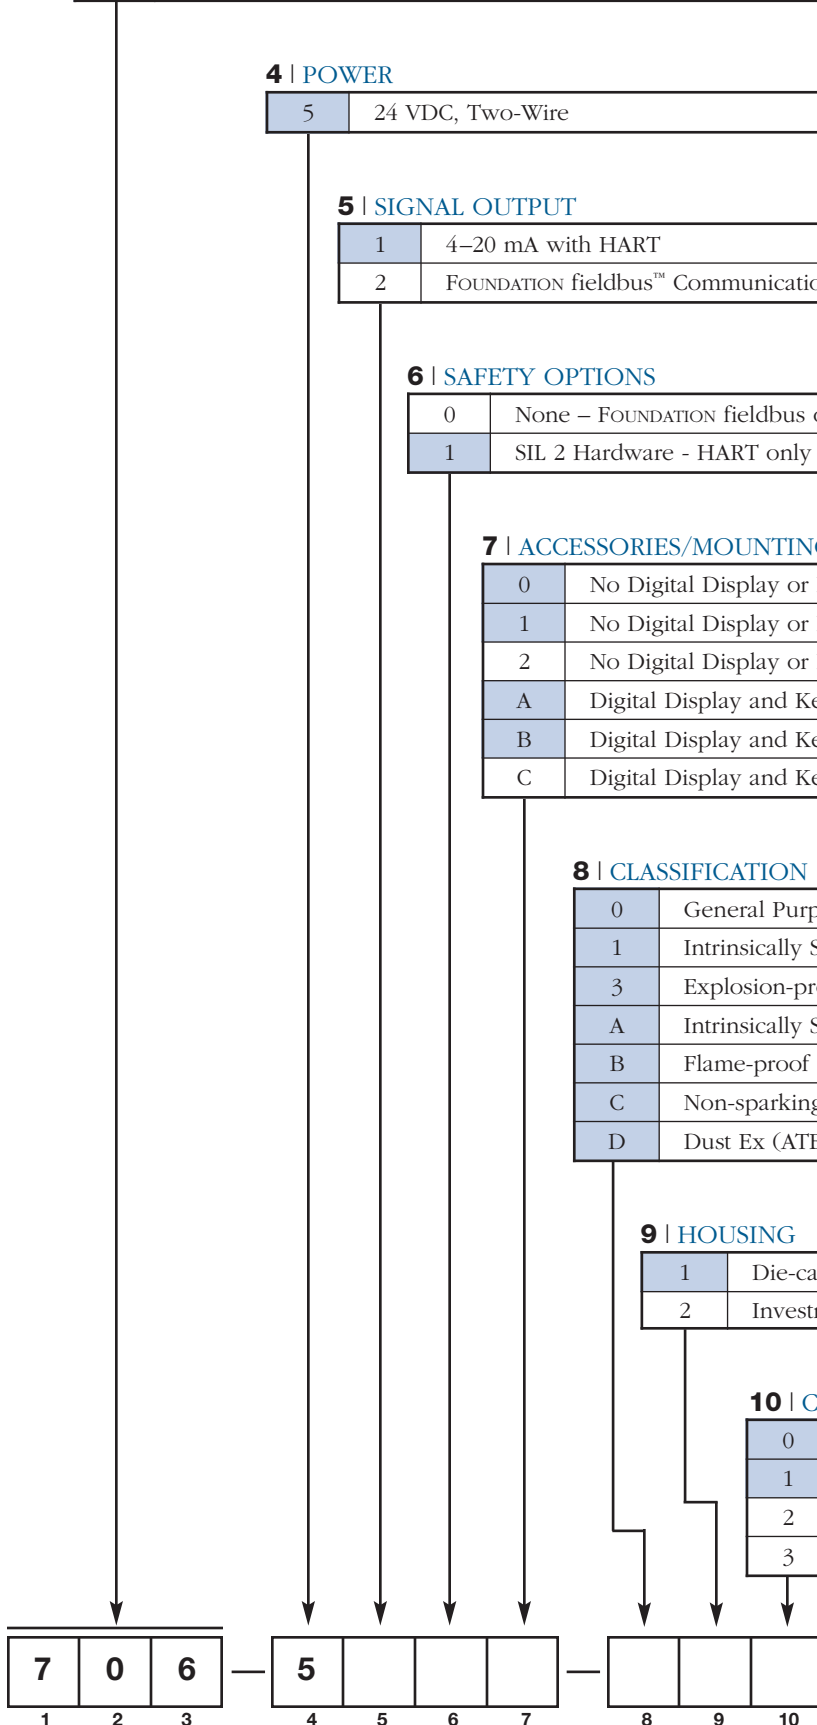 4 | POWER
5 24 VDC, Two-Wire
5 | SIGNAL OUTPUT
1 4–20 mA with HART
2 FOUNDATION fieldbus™
6 | SAFETY OPTIONS
0 None – FOUNDATION fieldbus
1 SIL 2 Hardware - HART only
7 | ACCESSORIES/
0 No Digital Display or
1 No Digital Display or
2 No Digital Display or
A Digital Display and
B Digital Display and
C Digital Display and
8 | CLASSIFICATION
0 General
1 Intrinsically
3
A Intrinsically
B Flame-proof
C
D Dust Ex
9 | HOUSING
1
2
10 |
0
1
2
3
7 0 6 — 5 —
1 2 3 4 5 6 7 8 9 10